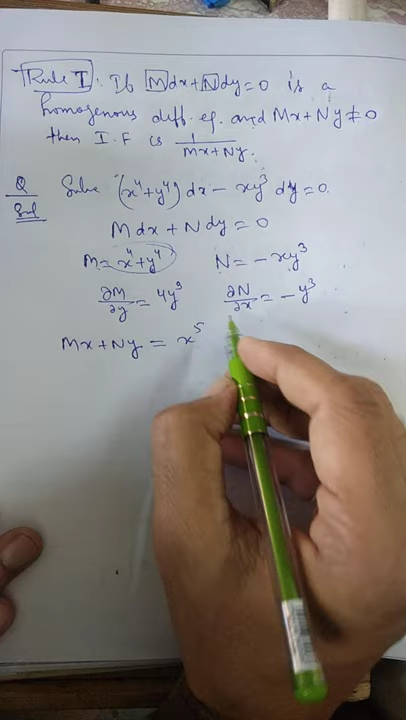 Rule I: If Mdx+Ndy=0 is a
homogenous diff. eq. and Mx+Ny≠0
then I.F is 1/(Mx+Ny).
Q Solve (x⁴+y⁴) dx - xy³ dy=0.
Sol
Mdx+Ndy=0
M=x⁴+y⁴ N=-xy³
∂M/∂y=4y³ ∂N/∂x=-y³
Mx+Ny = x⁵